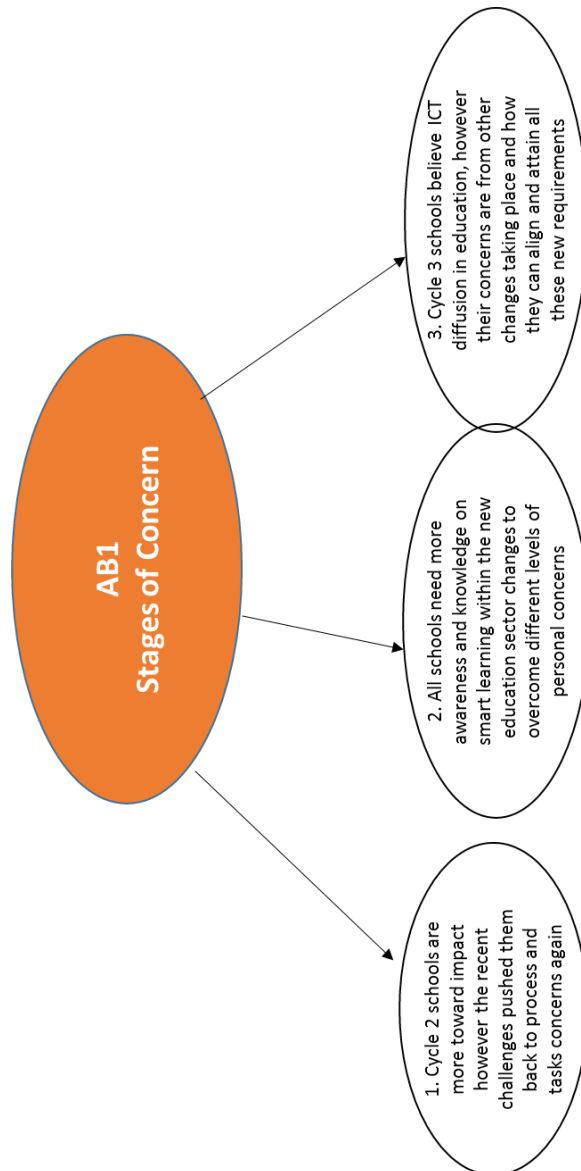 AB1
Stages of Concern
1. Cycle 2 schools are
more toward impact
however the recent
challenges pushed them
back to process and
tasks concerns again
2. All schools need more
awareness and knowledge on
smart learning within the new
education sector changes to
overcome different levels of
personal concerns
3. Cycle 3 schools believe ICT
diffusion in education, however
their concerns are from other
changes taking place and how
they can align and attain all
these new requirements